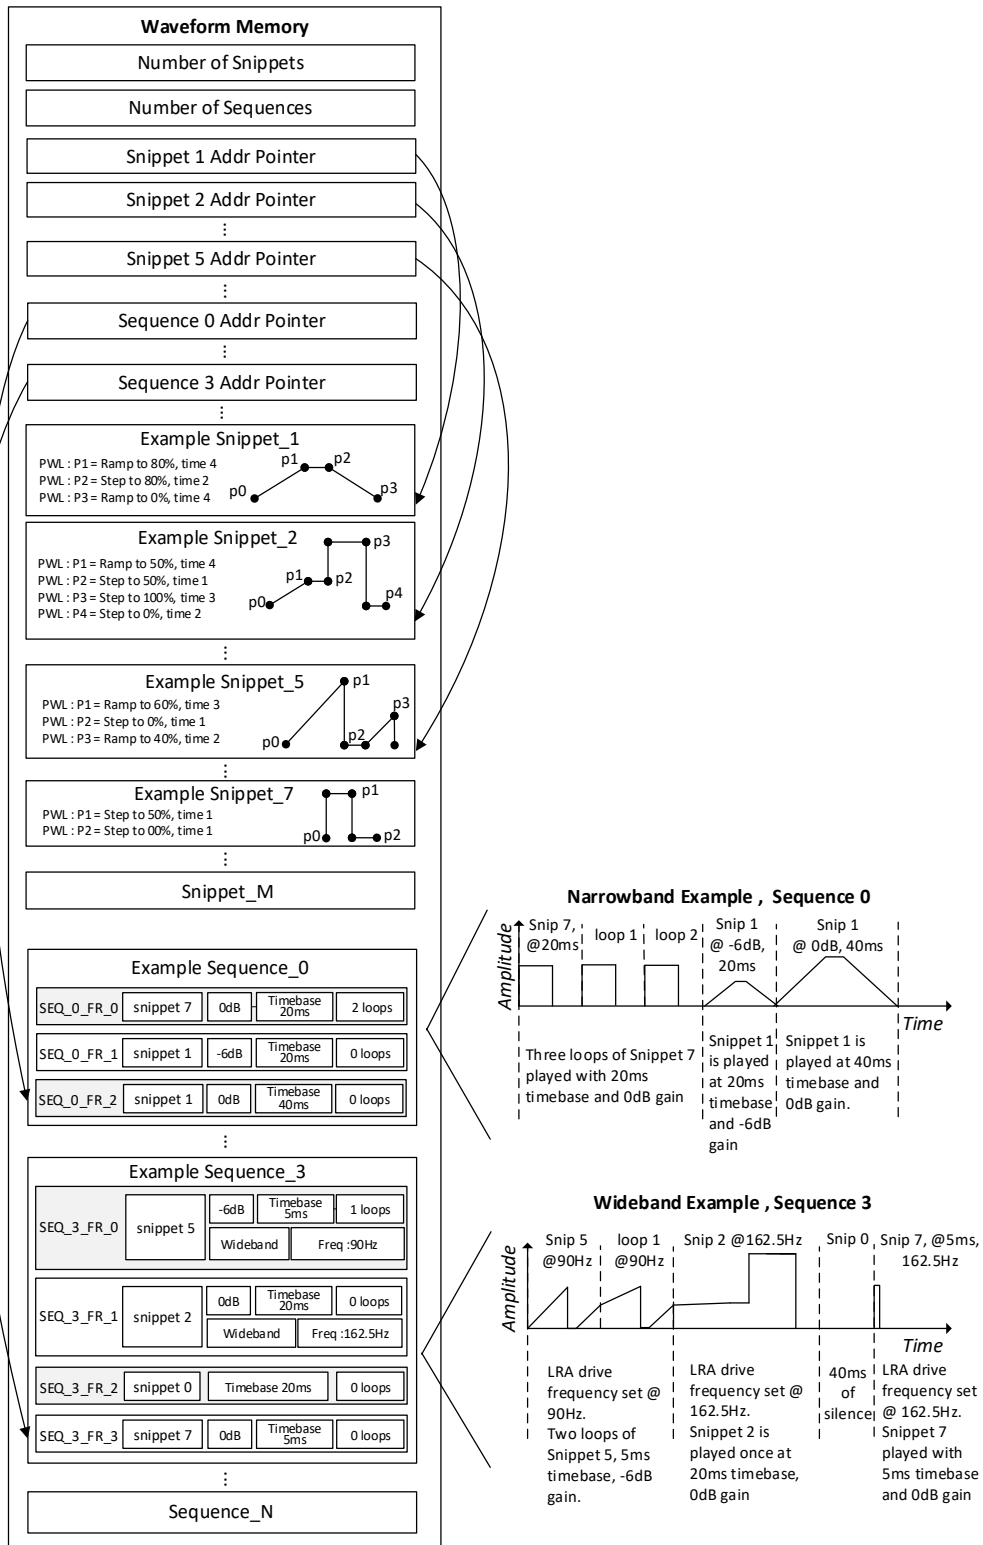 Waveform Memory
Number of Snippets
Number of Sequences
Snippet 1 Addr Pointer
Snippet 2 Addr Pointer
Snippet 5 Addr Pointer
Sequence 0 Addr Pointer
Sequence 3 Addr Pointer
Example Snippet_1
PWL : P1 = Ramp to 80%, time 4
PWL : P2 = Step to 80%, time 2
PWL : P3 = Ramp to 0%, time 4
p0
p1
p2
p3
Example Snippet_2
PWL : P1 = Ramp to 50%, time 4
PWL : P2 = Step to 50%, time 1
PWL : P3 = Step to 100%, time 3
PWL : P4 = Step to 0%, time 2
p0
p1
p2
p3
p4
Example Snippet_5
PWL : P1 = Ramp to 60%, time 3
PWL : P2 = Step to 0%, time 1
PWL : P3 = Ramp to 40%, time 2
p0
p1
p2
p3
Example Snippet_7
PWL : P1 = Step to 50%, time 1
PWL : P2 = Step to 00%, time 1
p0
p1
p2
Snippet_M
Example Sequence_0
SEQ_0_FR_0 snippet 7 0dB Timebase 20ms 2 loops
SEQ_0_FR_1 snippet 1 -6dB Timebase 20ms 0 loops
SEQ_0_FR_2 snippet 1 0dB Timebase 40ms 0 loops
Example Sequence_3
SEQ_3_FR_0 snippet 5 -6dB Timebase 5ms 1 loops
Wideband Freq :90Hz
SEQ_3_FR_1 snippet 2 0dB Timebase 20ms 0 loops
Wideband Freq :162.5Hz
SEQ_3_FR_2 snippet 0 Timebase 20ms 0 loops
SEQ_3_FR_3 snippet 7 0dB Timebase 5ms 0 loops
Sequence_N
Narrowband Example , Sequence 0
Amplitude
Snip 7,
@20ms
loop 1
loop 2
Snip 1
@ -6dB,
20ms
Snip 1
@ 0dB, 40ms
Time
Three loops of Snippet 7
played with 20ms
timebase and 0dB gain
Snippet 1
is played
at 20ms
timebase
and -6dB
gain
Snippet 1 is
played at 40ms
timebase and
0dB gain.
Wideband Example , Sequence 3
Amplitude
Snip 5
@90Hz
loop 1
@90Hz
Snip 2 @162.5Hz
Snip 0
Snip 7, @5ms,
162.5Hz
Time
LRA drive
frequency set @
90Hz.
Two loops of
Snippet 5, 5ms
timebase, -6dB
gain.
LRA drive
frequency set @
162.5Hz.
Snippet 2 is
played once at
20ms timebase,
0dB gain
40ms
of
silence
LRA drive
frequency set
@ 162.5Hz.
Snippet 7
played with
5ms timebase
and 0dB gain